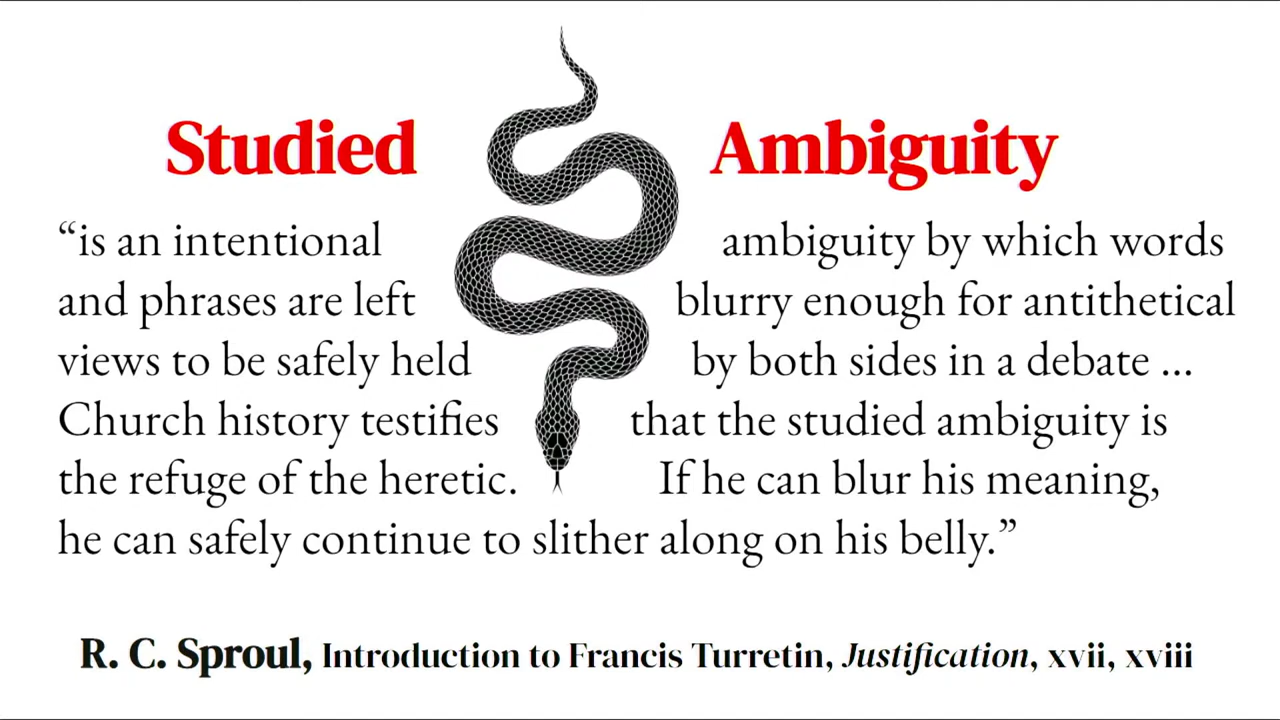 Studied Ambiguity
“is an intentional ambiguity by which words
and phrases are left blurry enough for antithetical
views to be safely held by both sides in a debate ...
Church history testifies that the studied ambiguity is
the refuge of the heretic. If he can blur his meaning,
he can safely continue to slither along on his belly.”
R. C. Sproul, Introduction to Francis Turretin, Justification, xvii, xviii